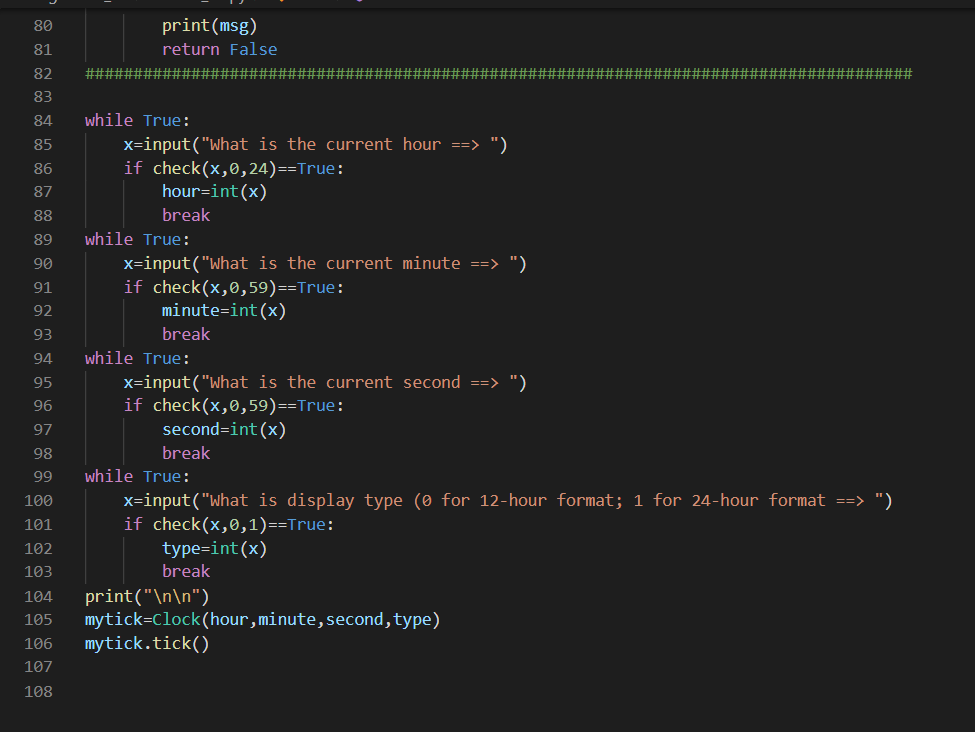 80 print(msg)
81 return False
82 ######################################################################################
83
84 while True:
85 x=input("What is the current hour ==> ")
86 if check(x,0,24)==True:
87 hour=int(x)
88 break
89 while True:
90 x=input("What is the current minute ==> ")
91 if check(x,0,59)==True:
92 minute=int(x)
93 break
94 while True:
95 x=input("What is the current second ==> ")
96 if check(x,0,59)==True:
97 second=int(x)
98 break
99 while True:
100 x=input("What is display type (0 for 12-hour format; 1 for 24-hour format ==> ")
101 if check(x,0,1)==True:
102 type=int(x)
103 break
104 print("\n\n")
105 mytick=Clock(hour,minute,second,type)
106 mytick.tick()
107
108